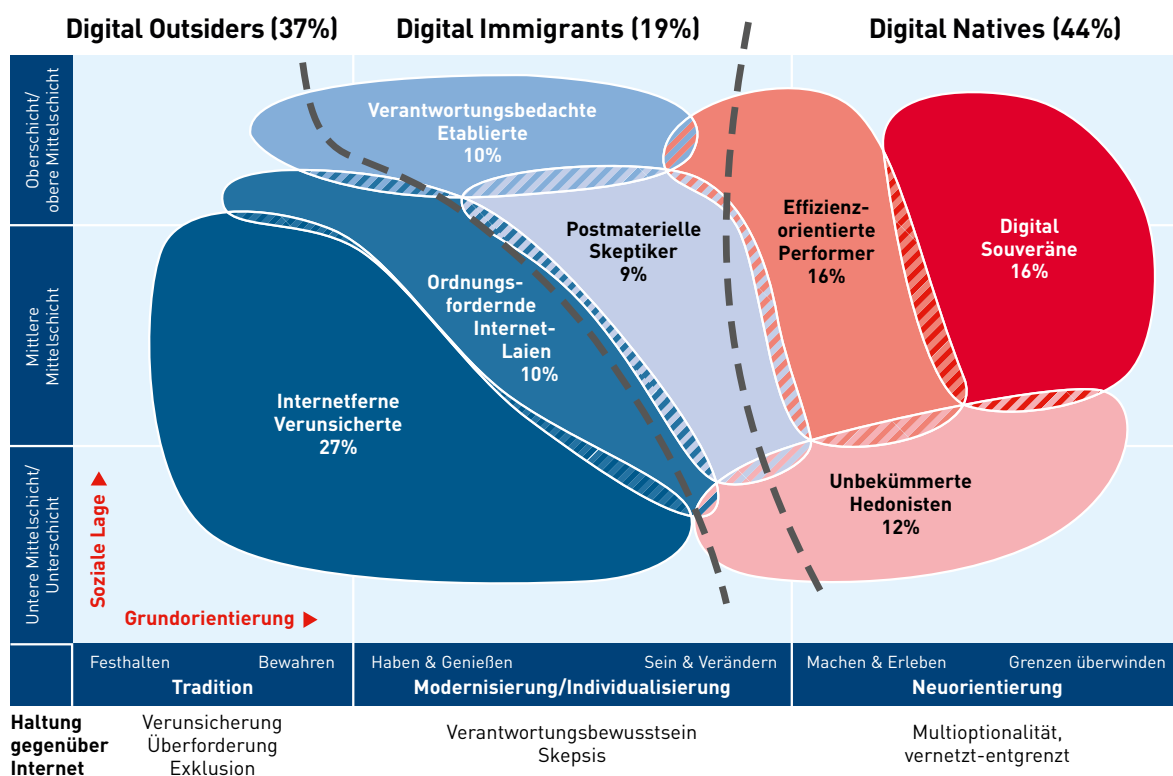 Digital Outsiders (37%)
Digital Immigrants (19%)
Digital Natives (44%)
Oberschicht/
obere Mittelschicht
Mittlere
Mittelschicht
Untere Mittelschicht/
Unterschicht
Verantwortungsbedachte
Etablierte
10%
Postmaterielle
Skeptiker
9%
Effizienz-
orientierte
Performer
16%
Digital
Souveräne
16%
Ordnungs-
fordernde
Internet-
Laien
10%
Internetferne
Verunsicherte
27%
Unbekümmerte
Hedonisten
12%
Soziale Lage ►
Grundorientierung ►
Festhalten
Bewahren
Tradition
Haben & Genießen
Sein & Verändern
Modernisierung/Individualisierung
Machen & Erleben
Grenzen überwinden
Neuorientierung
Haltung
gegenüber
Internet
Verunsicherung
Überforderung
Exklusion
Verantwortungsbewusstsein
Skepsis
Multioptionalität,
vernetzt-entgrenzt